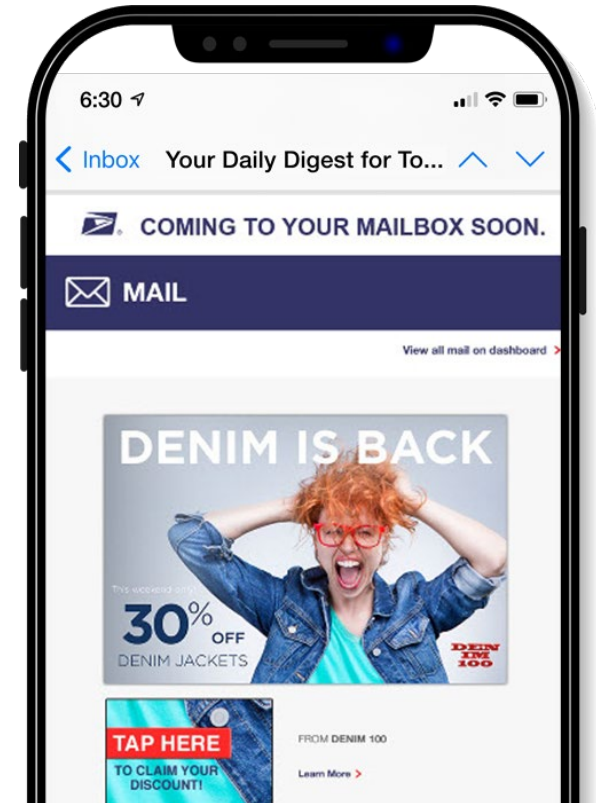 6:30
Inbox Your Daily Digest for To...
COMING TO YOUR MAILBOX SOON.
MAIL
View all mail on dashboard >
DENIM IS BACK
This weekend only!
30% OFF
DENIM JACKETS
DEN
IM
100
TAP HERE
TO CLAIM YOUR
DISCOUNT!
FROM DENIM 100
Learn More >